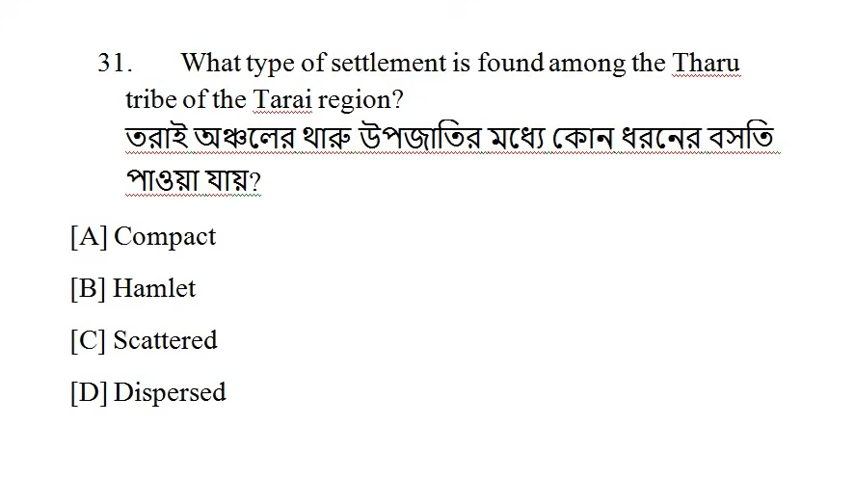 31. What type of settlement is found among the Tharu
tribe of the Tarai region?
তরাই অঞ্চলের থারু উপজাতির মধ্যে কোন ধরনের বসতি
পাওয়া যায়?
[A] Compact
[B] Hamlet
[C] Scattered
[D] Dispersed